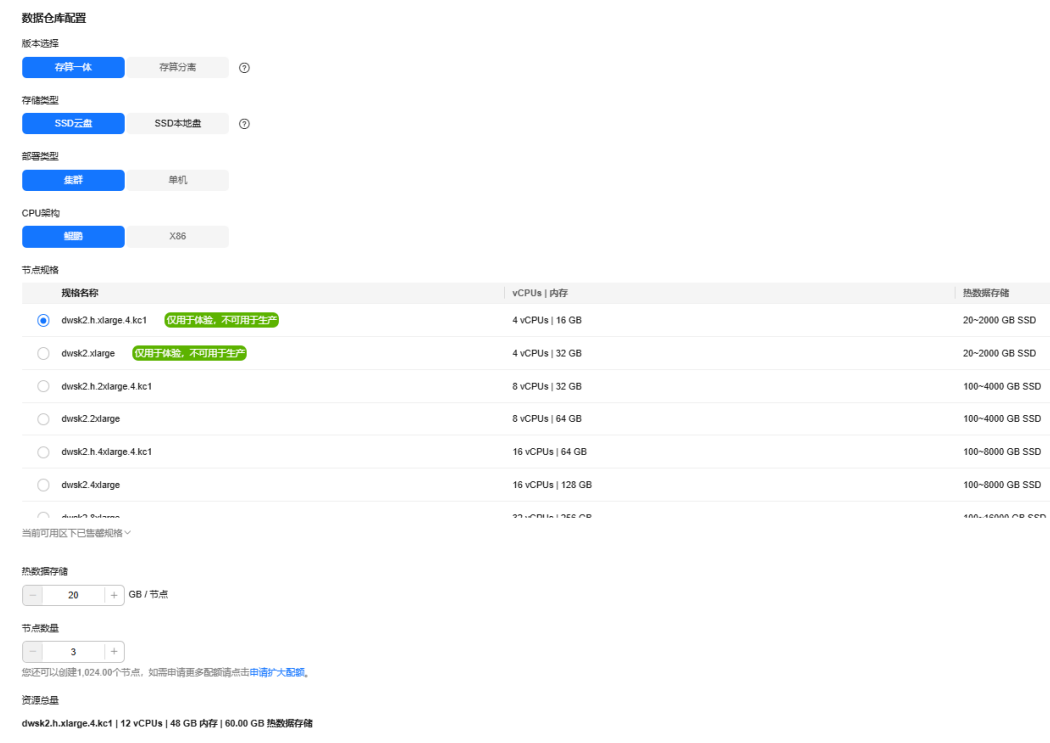 数据仓库配置
版本选择
存算一体 存算分离
存储类型
SSD云盘 SSD本地盘
部署类型
集群 单机
CPU架构
鲲鹏 X86
节点规格
规格名称 vCPUs | 内存 热数据存储
dwsk2.h.xlarge.4.kc1 仅用于体验，不可用于生产 4 vCPUs | 16 GB 20~2000 GB SSD
dwsk2.xlarge 仅用于体验，不可用于生产 4 vCPUs | 32 GB 20~2000 GB SSD
dwsk2.h.2xlarge.4.kc1 8 vCPUs | 32 GB 100~4000 GB SSD
dwsk2.2xlarge 8 vCPUs | 64 GB 100~4000 GB SSD
dwsk2.h.4xlarge.4.kc1 16 vCPUs | 64 GB 100~8000 GB SSD
dwsk2.4xlarge 16 vCPUs | 128 GB 100~8000 GB SSD
dwsk2.8xlarge 32 vCPUs | 256 GB 100~16000 GB SSD
当前可用区下已售罄规格
热数据存储
20 GB / 节点
节点数量
3
您还可以创建1,024.00个节点，如需申请更多配额请点击申请扩大配额。
资源总量
dwsk2.h.xlarge.4.kc1 | 12 vCPUs | 48 GB 内存 | 60.00 GB 热数据存储